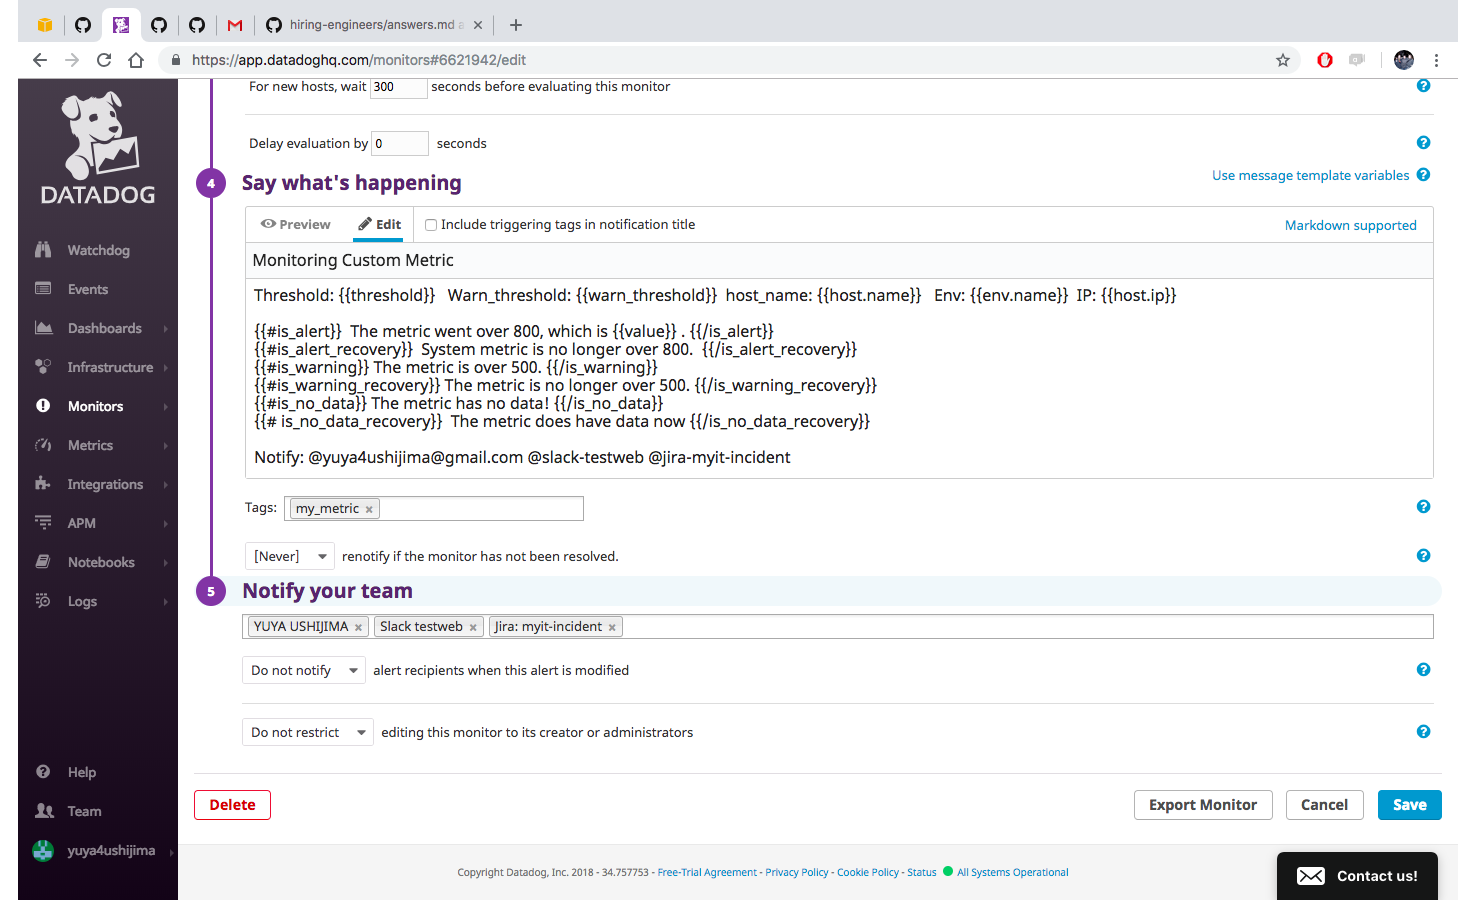 hiring-engineers/answers.md a
https://app.datadoghq.com/monitors#6621942/edit
DATADOG
Watchdog
Events
Dashboards
Infrastructure
Monitors
Metrics
Integrations
APM
Notebooks
Logs
Help
Team
yuya4ushijima
For new hosts, wait 300 seconds before evaluating this monitor
Delay evaluation by 0 seconds
4 Say what's happening
Use message template variables
Preview Edit Include triggering tags in notification title Markdown supported
Monitoring Custom Metric
Threshold: {{threshold}} Warn_threshold: {{warn_threshold}} host_name: {{host.name}} Env: {{env.name}} IP: {{host.ip}}
{{#is_alert}} The metric went over 800, which is {{value}} . {{/is_alert}}
{{#is_alert_recovery}} System metric is no longer over 800. {{/is_alert_recovery}}
{{#is_warning}} The metric is over 500. {{/is_warning}}
{{#is_warning_recovery}} The metric is no longer over 500. {{/is_warning_recovery}}
{{#is_no_data}} The metric has no data! {{/is_no_data}}
{{# is_no_data_recovery}} The metric does have data now {{/is_no_data_recovery}}
Notify: @yuya4ushijima@gmail.com @slack-testweb @jira-myit-incident
Tags: my_metric ×
[Never] renotify if the monitor has not been resolved.
5 Notify your team
YUYA USHIJIMA × Slack testweb × Jira: myit-incident ×
Do not notify alert recipients when this alert is modified
Do not restrict editing this monitor to its creator or administrators
Delete Export Monitor Cancel Save
Copyright Datadog, Inc. 2018 - 34.757753 - Free-Trial Agreement - Privacy Policy - Cookie Policy - Status All Systems Operational
Contact us!